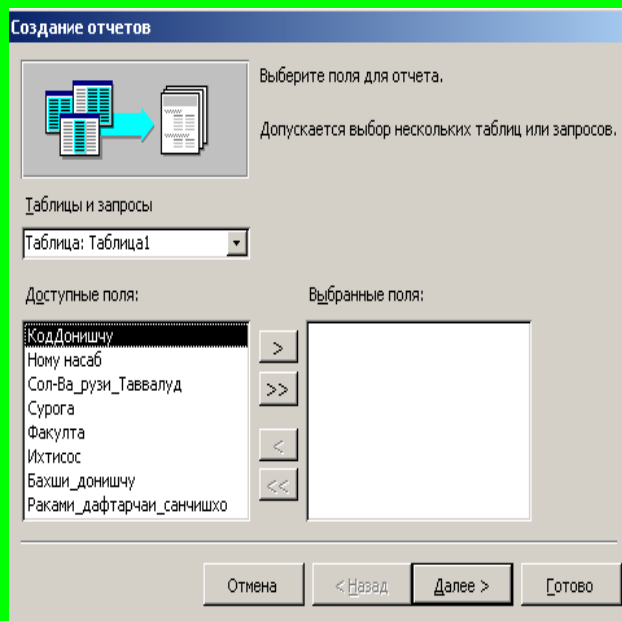 Создание отчетов
Выберите поля для отчета.
Допускается выбор нескольких таблиц или запросов.
Таблицы и запросы
Таблица: Таблица1
Доступные поля:
Выбранные поля:
КодДонишчу
Ному насаб
Сол-Ва_рузи_Таввалуд
Сурога
Факулта
Ихтисос
Бахши_донишчу
Раками_дафтарчаи_санчишхо
>
>>
<
<<
Отмена
< Назад
Далее >
Готово